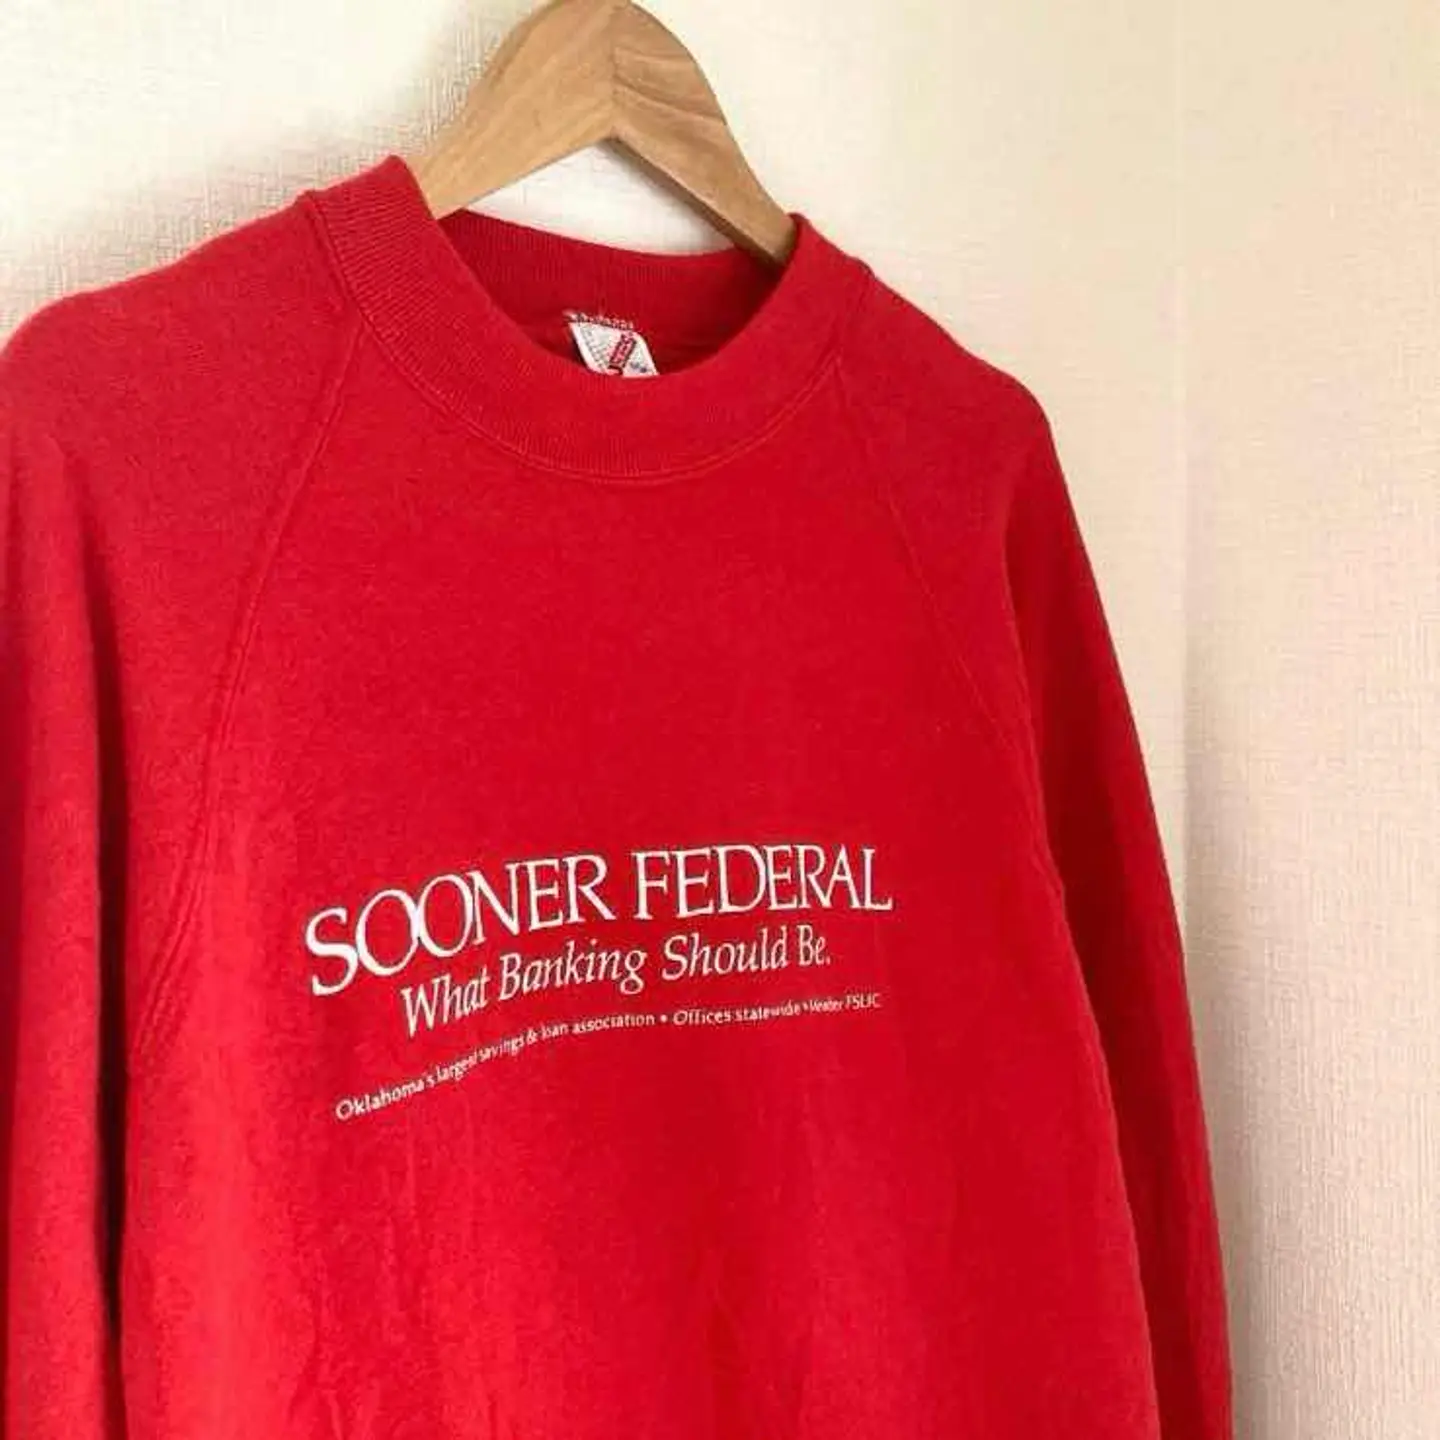 SOONER FEDERAL
What Banking Should Be.
Oklahoma's largest savings & loan association • Offices statewide • Member FSLIC